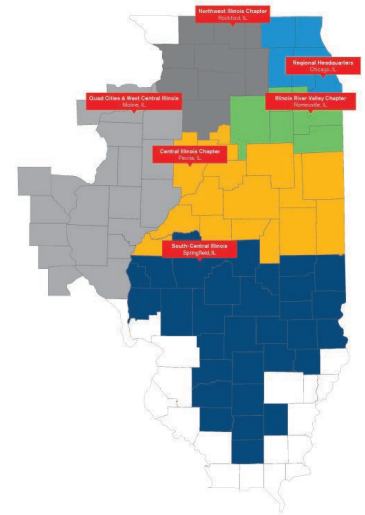 Northwest Illinois Chapter
Rockford, IL
Regional Headquarters
Chicago, IL
Quad Cities & West Central Illinois
Moline, IL
Illinois River Valley Chapter
Romeoville, IL
Central Illinois Chapter
Peoria, IL
South-Central Illinois
Springfield, IL